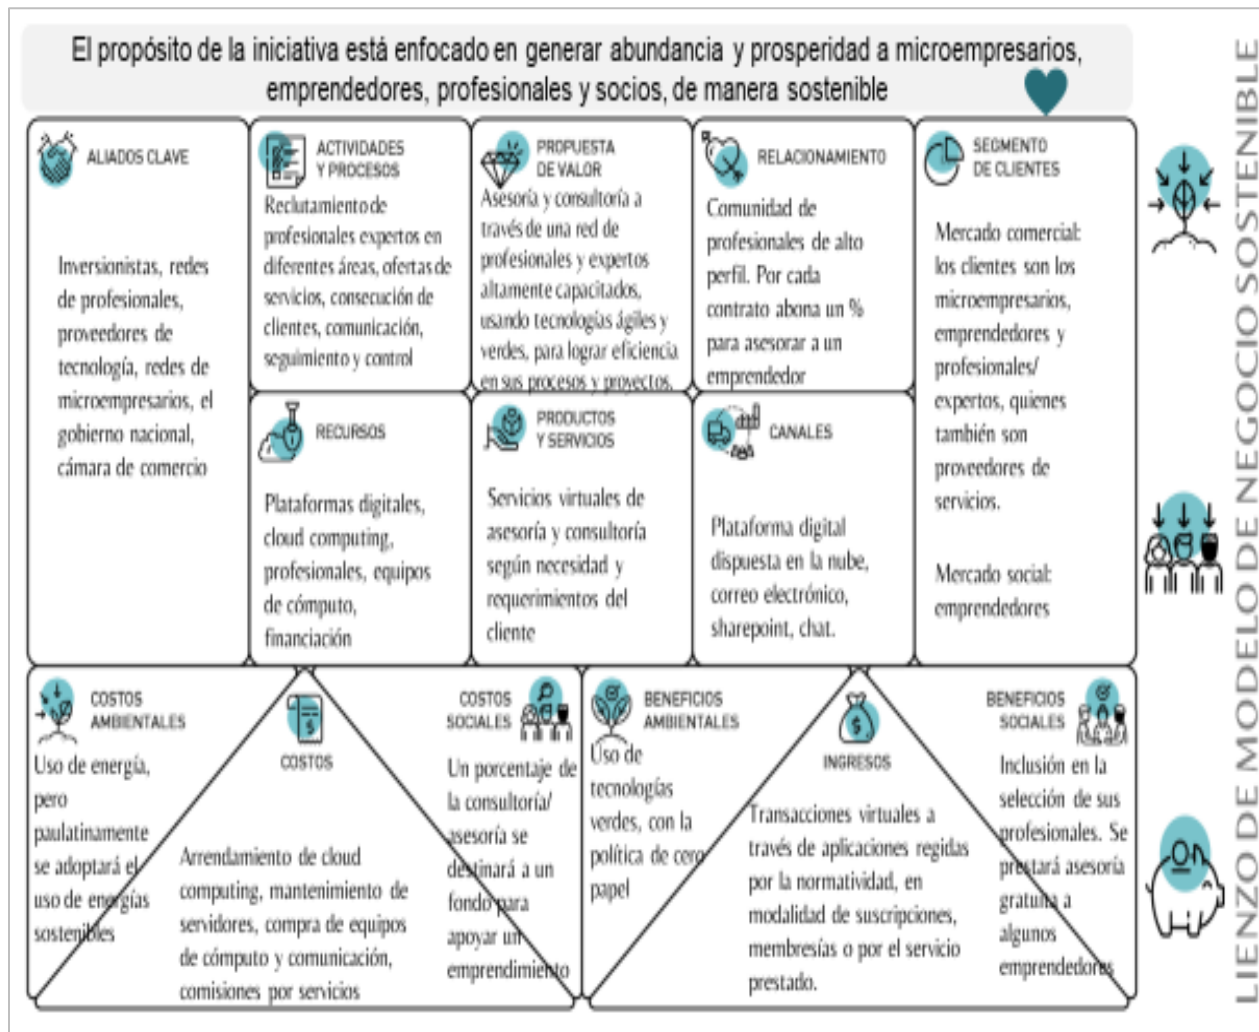 El propósito de la iniciativa está enfocado en generar abundancia y prosperidad a microempresarios,
emprendedores, profesionales y socios, de manera sostenible
ALIADOS CLAVE
Inversionistas, redes
de profesionales,
proveedores de
tecnología, redes de
microempresarios, el
gobierno nacional,
cámara de comercio
ACTIVIDADES
Y PROCESOS
Reclutamiento de
profesionales expertos en
diferentes áreas, ofertas de
servicios, consecución de
clientes, comunicación,
seguimiento y control
RECURSOS
Plataformas digitales,
cloud computing,
profesionales, equipos
de cómputo,
financiación
PROPUESTA
DE VALOR
Asesoría y consultoría a
través de una red de
profesionales y expertos
altamente capacitados,
usando tecnologías ágiles y
verdes, para lograr eficiencia
en sus procesos y proyectos.
PRODUCTOS
Y SERVICIOS
Servicios virtuales de
asesoría y consultoría
según necesidad y
requerimientos del
cliente
RELACIONAMIENTO
Comunidad de
profesionales de alto
perfil. Por cada
contrato abona un %
para asesorar a un
emprendedor
CANALES
Plataforma digital
dispuesta en la nube,
correo electrónico,
sharepoint, chat.
SEGMENTO
DE CLIENTES
Mercado comercial:
los clientes son los
microempresarios,
emprendedores y
profesionales/
expertos, quienes
también son
proveedores de
servicios.
Mercado social:
emprendedores
COSTOS
AMBIENTALES
Uso de energía,
pero
paulatinamente
se adoptará el
uso de energías
sostenibles
COSTOS
Arrendamiento de cloud
computing, mantenimiento de
servidores, compra de equipos
de cómputo y comunicación,
comisiones por servicios
COSTOS
SOCIALES
Un porcentaje de
la consultoría/
asesoría se
destinará a un
fondo para
apoyar un
emprendimiento
BENEFICIOS
AMBIENTALES
Uso de
tecnologías
verdes, con la
política de cero
papel
INGRESOS
Transacciones virtuales a
través de aplicaciones regidas
por la normatividad, en
modalidad de suscripciones,
membresías o por el servicio
prestado.
BENEFICIOS
SOCIALES
Inclusión en la
selección de sus
profesionales. Se
prestará asesoría
gratuita a
algunos
emprendedores
LIENZO DE MODELO DE NEGOCIO SOSTENIBLE